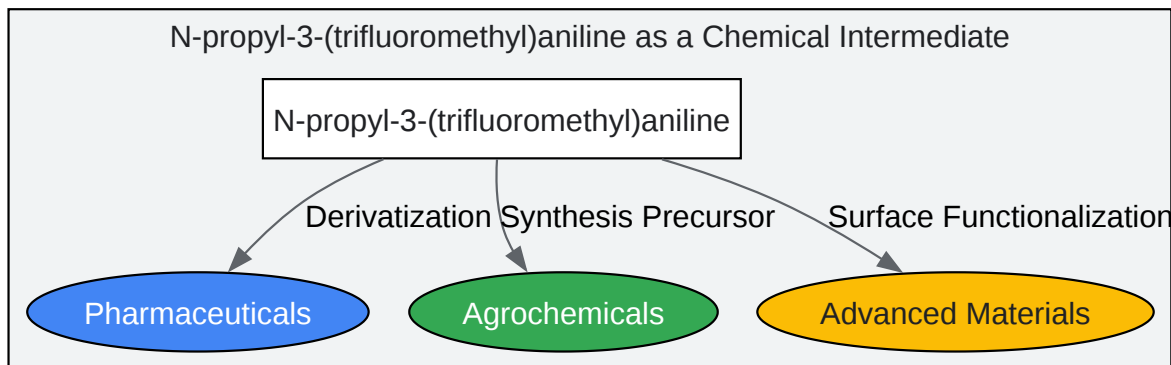 N-propyl-3-(trifluoromethyl)aniline as a Chemical Intermediate
N-propyl-3-(trifluoromethyl)aniline
Derivatization
Synthesis Precursor
Surface Functionalization
Pharmaceuticals
Agrochemicals
Advanced Materials